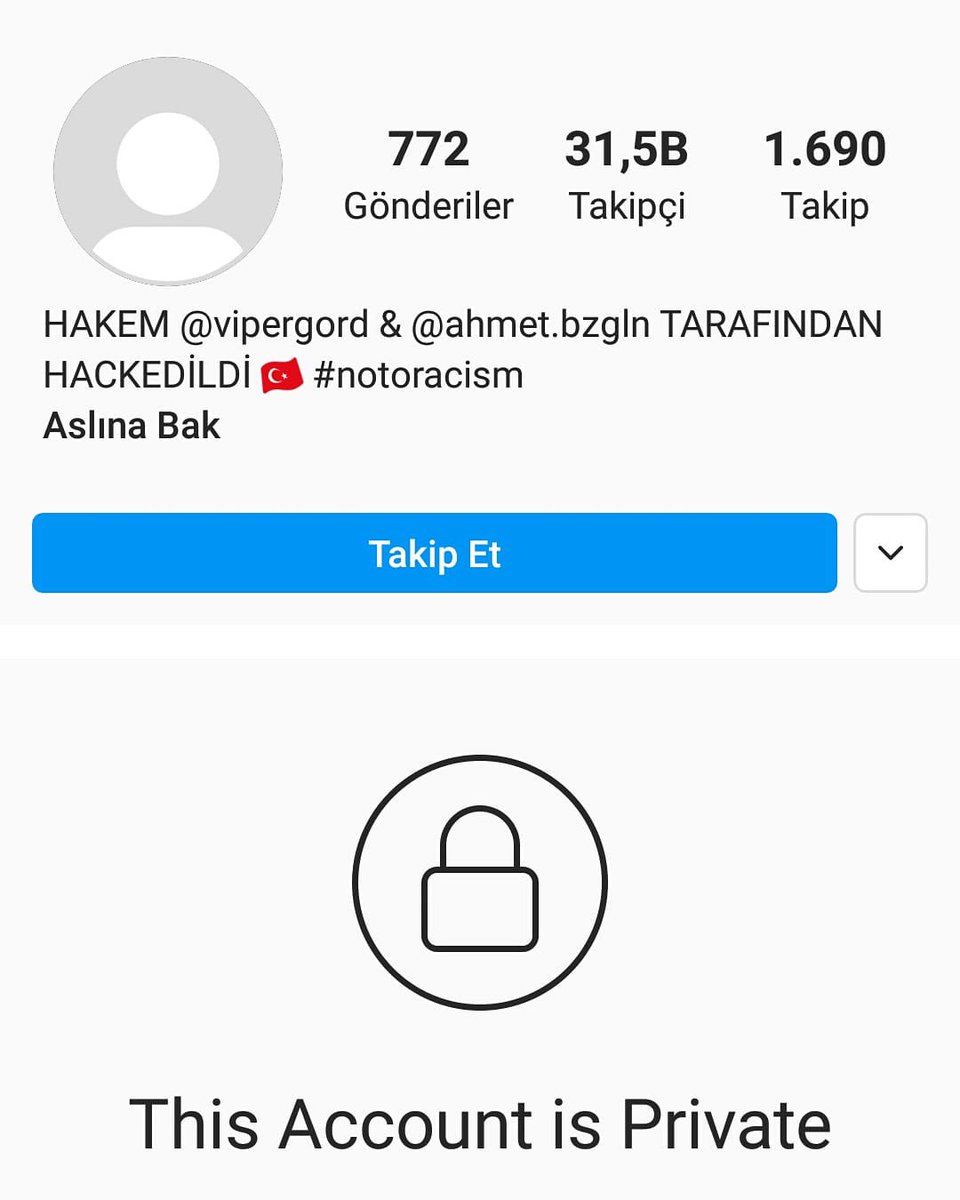 772 31,5B 1.690
Gönderiler Takipçi Takip
HAKEM @vipergord & @ahmet.bzgln TARAFINDAN
HACKEDİLDİ 🇹🇷 #notoracism
Aslına Bak
Takip Et
This Account is Private